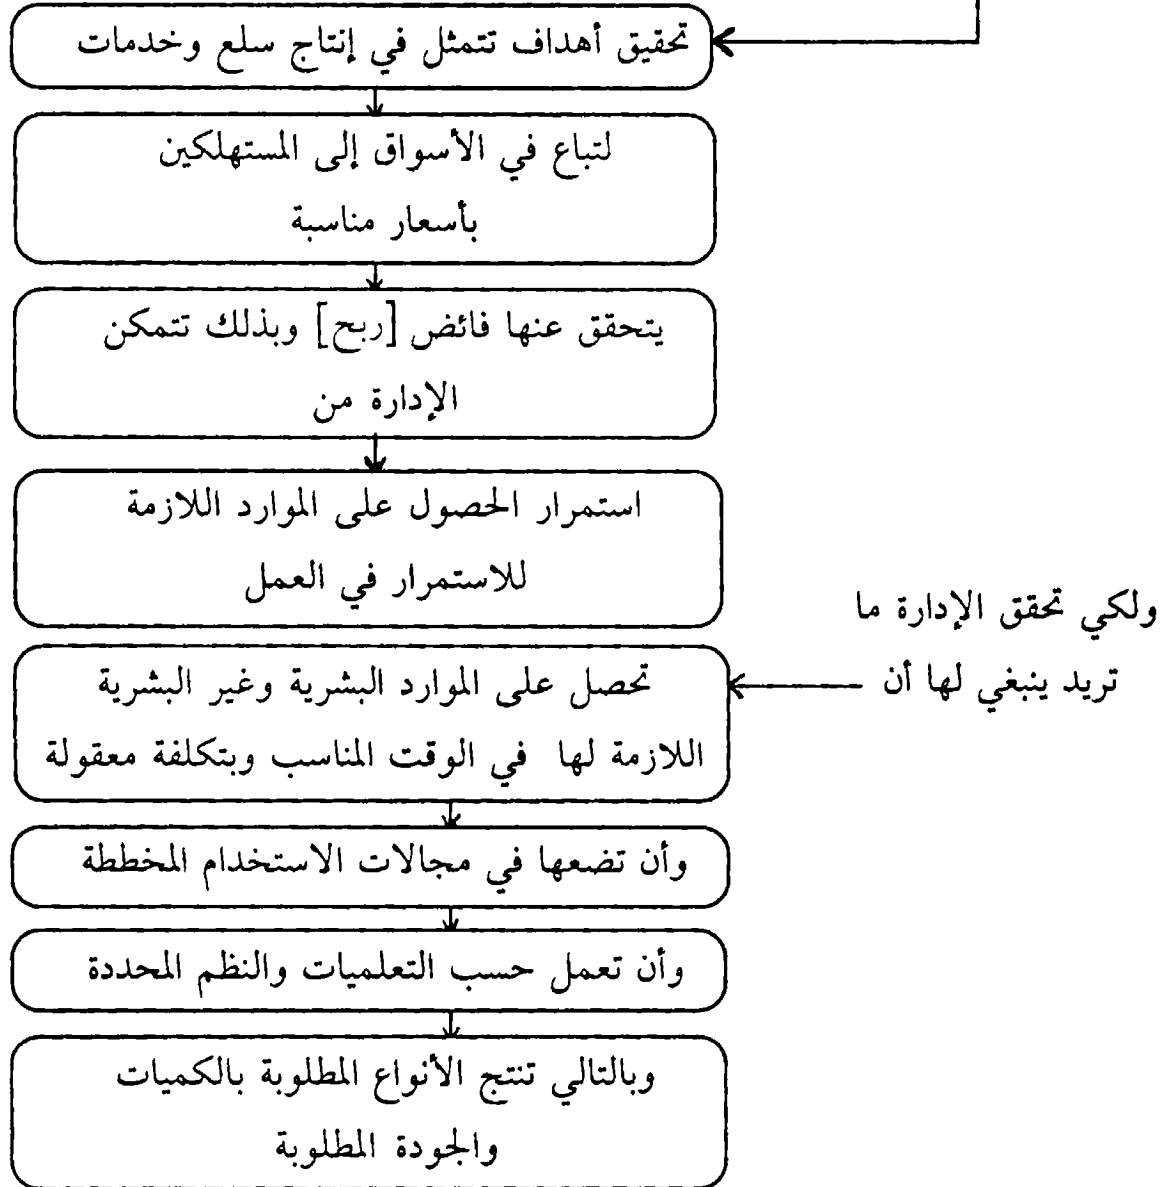 تحقيق أهداف تتمثل في إنتاج سلع وخدمات
لتباع في الأسواق إلى المستهلكين
بأسعار مناسبة
يتحقق عنها فائض [ربح] وبذلك تتمكن
الإدارة من
استمرار الحصول على الموارد اللازمة
للاستمرار في العمل
ولكي تحقق الإدارة ما
تريد ينبغي لها أن
تحصل على الموارد البشرية وغير البشرية
اللازمة لها في الوقت المناسب وبتكلفة معقولة
وأن تضعها في مجالات الاستخدام المخططة
وأن تعمل حسب التعلميات والنظم المحددة
وبالتالي تنتج الأنواع المطلوبة بالكميات
والجودة المطلوبة